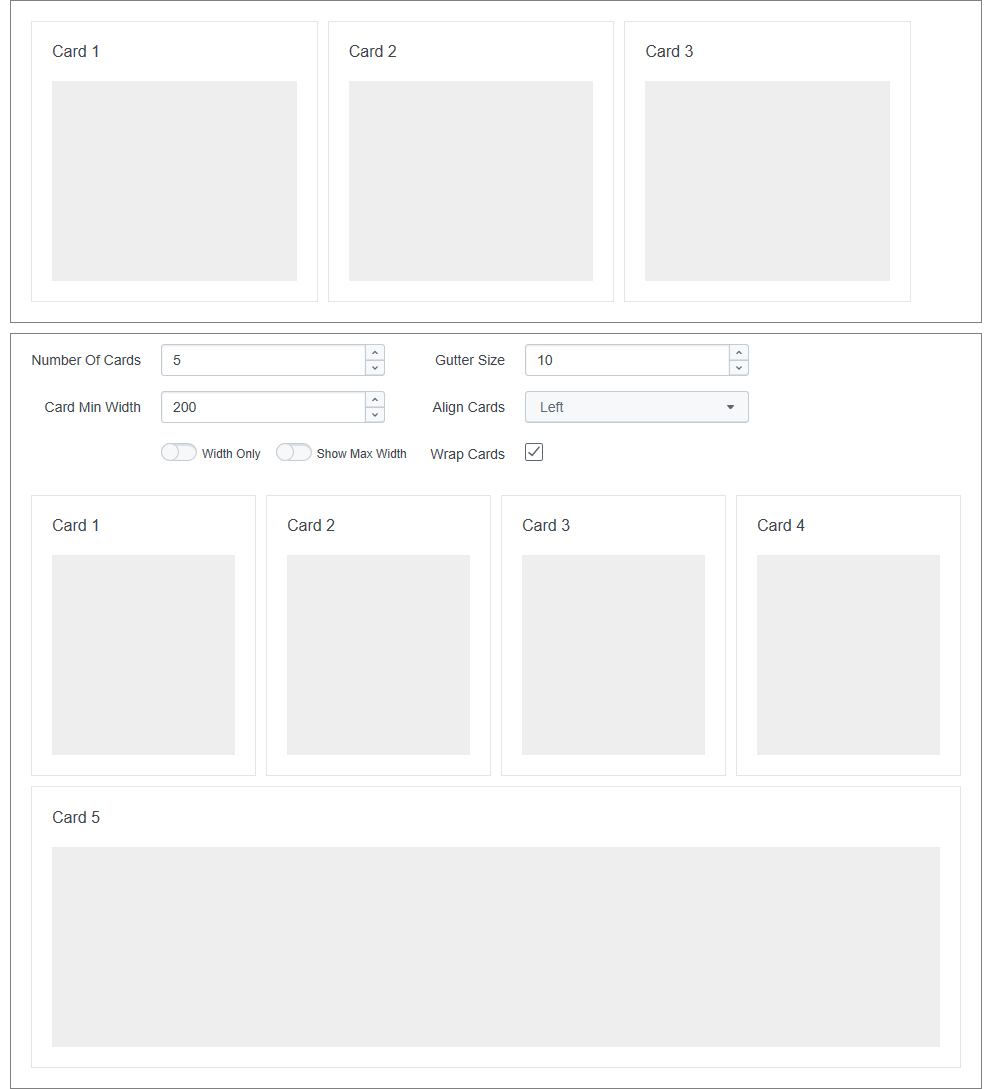 Card 1 Card 2 Card 3
Number Of Cards 5 Gutter Size 10
Card Min Width 200 Align Cards Left
Width Only Show Max Width Wrap Cards
Card 1 Card 2 Card 3 Card 4
Card 5